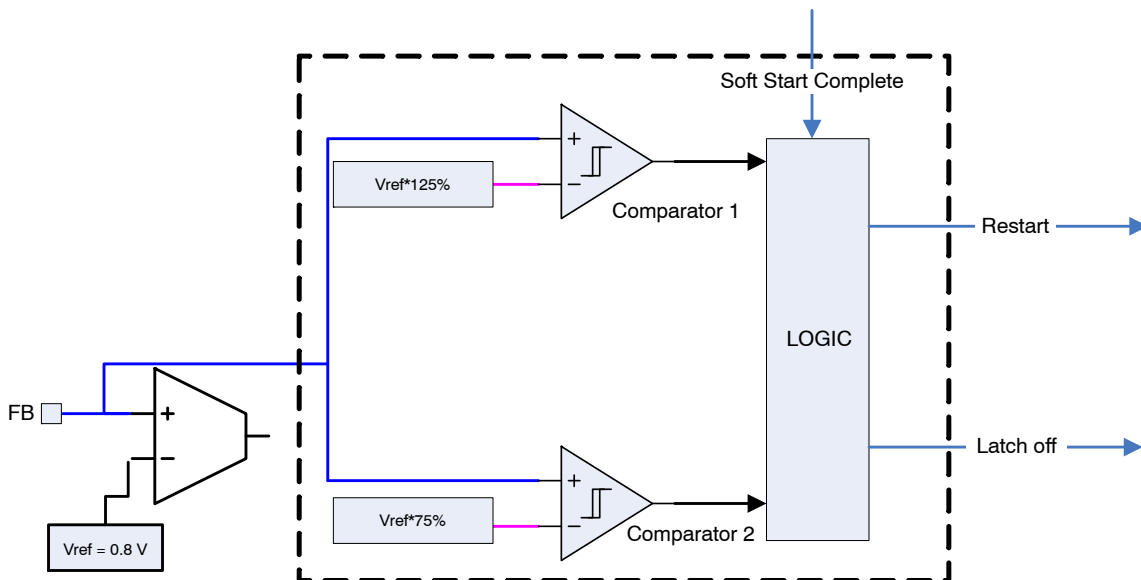 Soft Start Complete
+
Vref*125%
−
Comparator 1
Restart
LOGIC
FB
+
−
Latch off
+
Vref*75%
−
Comparator 2
Vref = 0.8 V